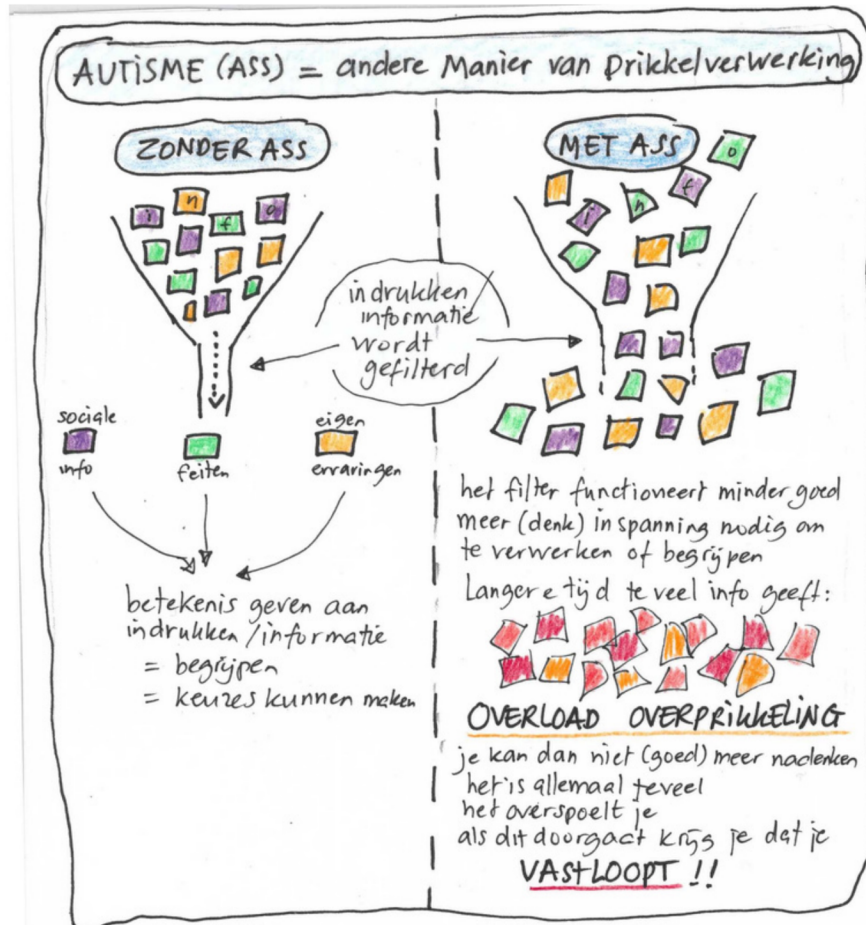 AUTISME (ASS) = andere Manier van Prikkelverwerking
ZONDER ASS
i n f o
indrukken
informatie
wordt
gefilterd
sociale
info
feiten
eigen
ervaringen
betekenis geven aan
indrukken/informatie
= begrijpen
= keuzes kunnen maken
MET ASS
i n f o
het filter functioneert minder goed
meer (denk) inspanning nodig om
te verwerken of begrijpen
Langere tijd te veel info geeft:
OVERLOAD OVERPRIKKELING
je kan dan niet (goed) meer nadenken
het is allemaal teveel
het overspoelt je
als dit doorgaat krijg je dat je
VASTLOOPT !!